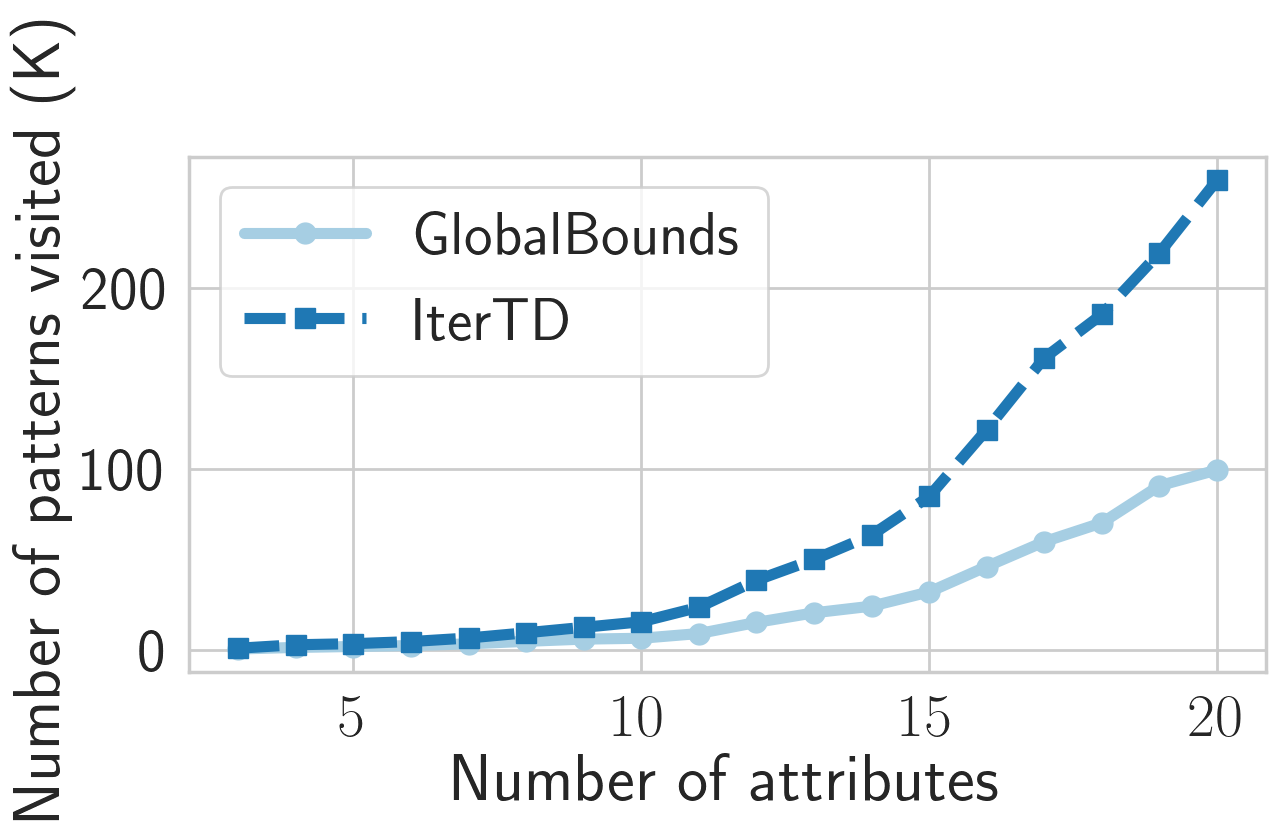 Number of patterns visited (K)
GlobalBounds
IterTD
200
100
0
5 10 15 20
Number of attributes